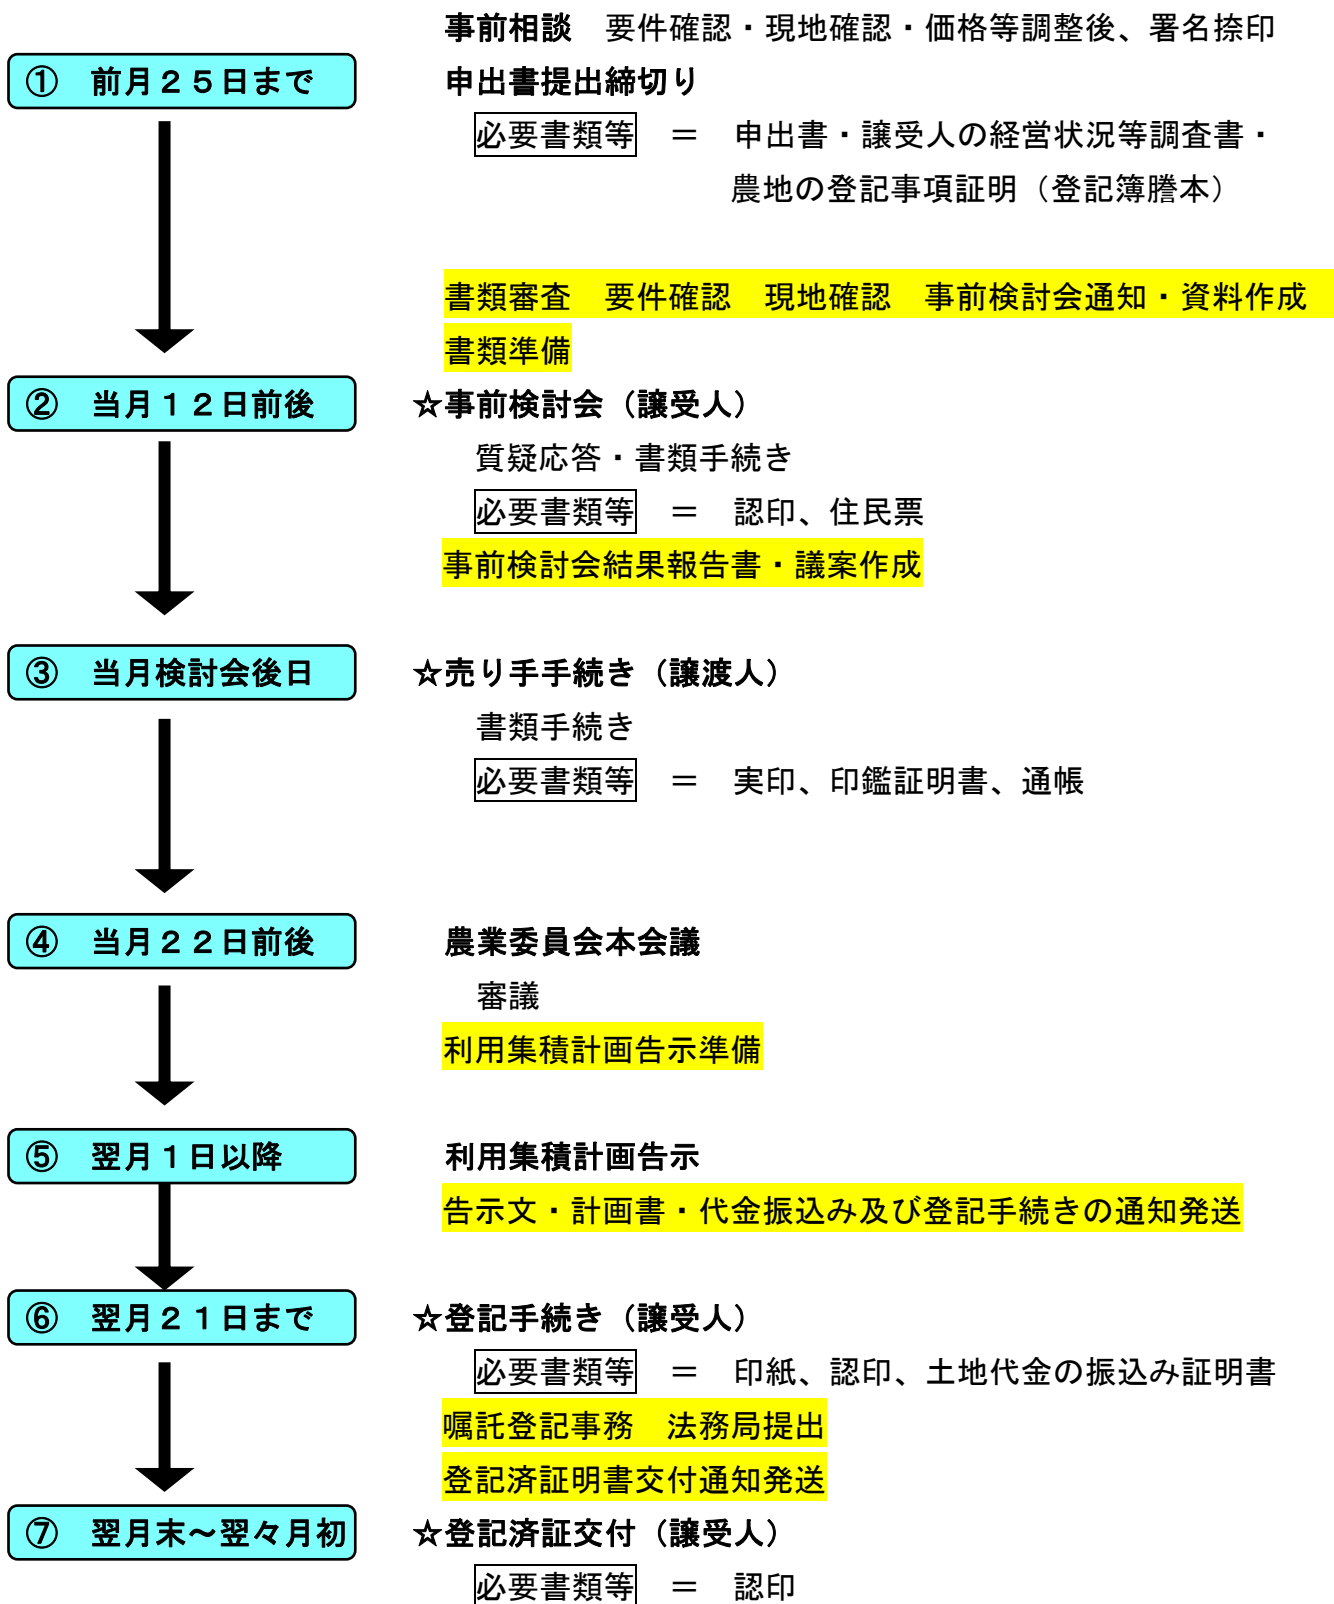 事前相談　要件確認・現地確認・価格等調整後、署名捺印
①　前月２５日まで　申出書提出締切り
必要書類等　＝　申出書・譲受人の経営状況等調査書・
農地の登記事項証明（登記簿謄本）
書類審査　要件確認　現地確認　事前検討会通知・資料作成
書類準備
②　当月１２日前後　☆事前検討会（譲受人）
質疑応答・書類手続き
必要書類等　＝　認印、住民票
事前検討会結果報告書・議案作成
③　当月検討会後日　☆売り手手続き（譲渡人）
書類手続き
必要書類等　＝　実印、印鑑証明書、通帳
④　当月２２日前後　農業委員会本会議
審議
利用集積計画告示準備
⑤　翌月１日以降　利用集積計画告示
告示文・計画書・代金振込み及び登記手続きの通知発送
⑥　翌月２１日まで　☆登記手続き（譲受人）
必要書類等　＝　印紙、認印、土地代金の振込み証明書
嘱託登記事務　法務局提出
登記済証明書交付通知発送
⑦　翌月末～翌々月初　☆登記済証交付（譲受人）
必要書類等　＝　認印